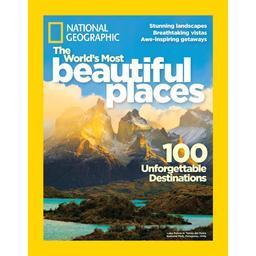 NATIONAL
GEOGRAPHIC
Stunning landscapes
Breathtaking vistas
Awe-inspiring getaways
The
World's Most
beautiful
places
100
Unforgettable
Destinations